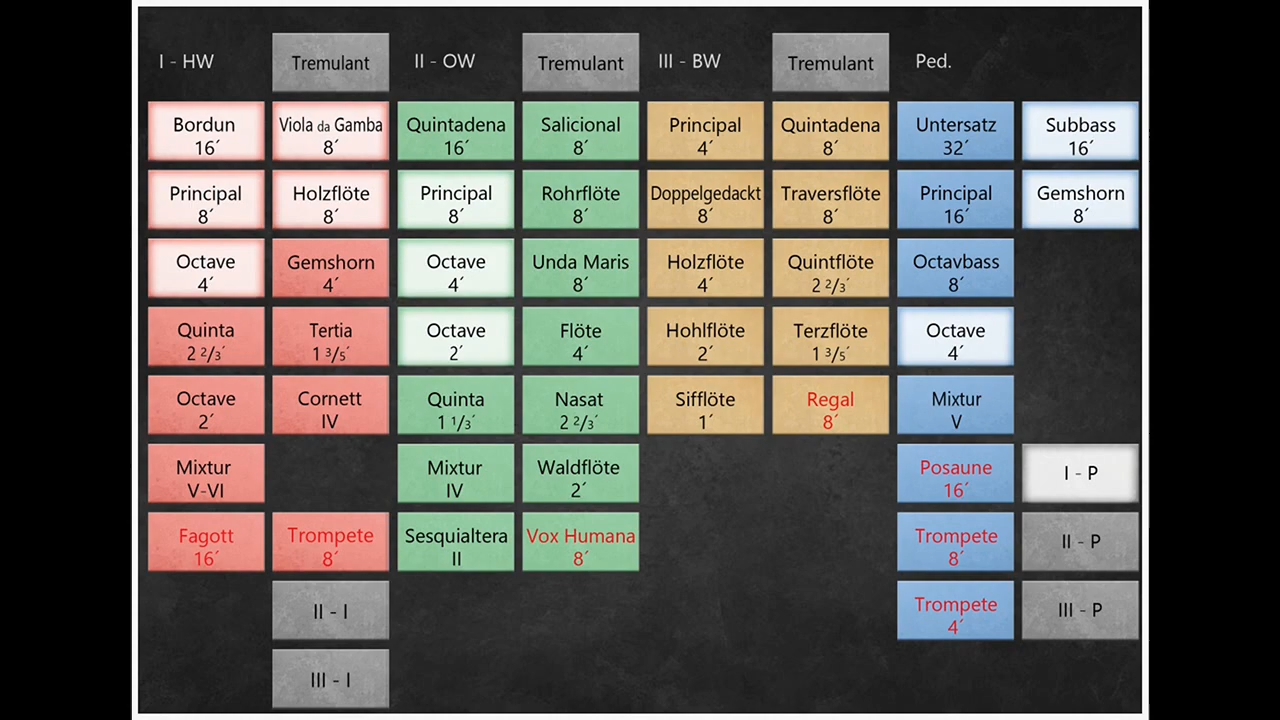 I - HW
Tremulant
II - OW
Tremulant
III - BW
Tremulant
Ped.
Bordun
16´
Viola da Gamba
8´
Quintadena
16´
Salicional
8´
Principal
4´
Quintadena
8´
Untersatz
32´
Subbass
16´
Principal
8´
Holzflöte
8´
Principal
8´
Rohrflöte
8´
Doppelgedackt
8´
Traversflöte
8´
Principal
16´
Gemshorn
8´
Octave
4´
Gemshorn
4´
Octave
4´
Unda Maris
8´
Holzflöte
4´
Quintflöte
2 2/3´
Octavbass
8´
Quinta
2 2/3´
Tertia
1 3/5´
Octave
2´
Flöte
4´
Hohlflöte
2´
Terzflöte
1 3/5´
Octave
4´
Octave
2´
Cornett
IV
Quinta
1 1/3´
Nasat
2 2/3´
Sifflöte
1´
Regal
8´
Mixtur
V
Mixtur
V-VI
Mixtur
IV
Waldflöte
2´
Posaune
16´
I - P
Fagott
16´
Trompete
8´
Sesquialtera
II
Vox Humana
8´
Trompete
8´
II - P
II - I
Trompete
4´
III - P
III - I